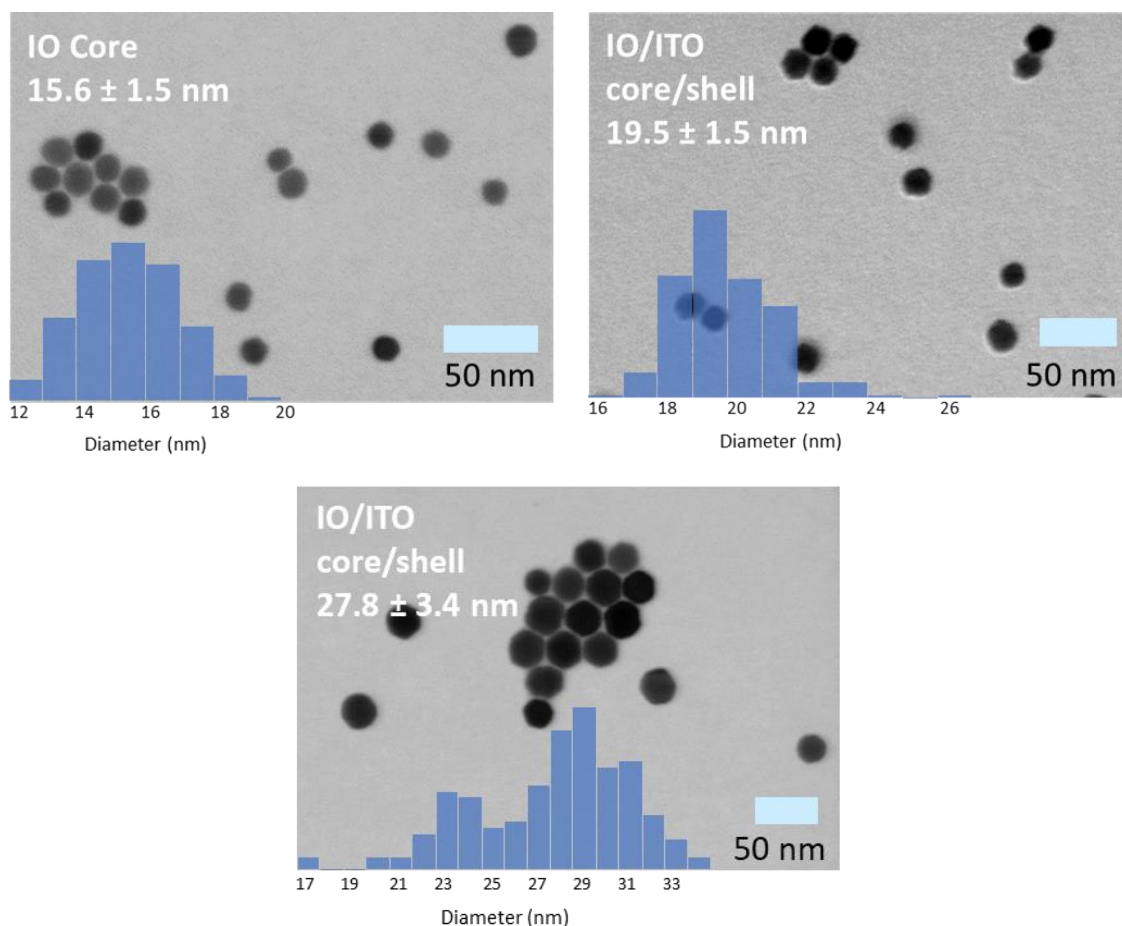 IO Core
15.6 ± 1.5 nm
50 nm
12 14 16 18 20
Diameter (nm)
IO/ITO
core/shell
19.5 ± 1.5 nm
50 nm
16 18 20 22 24 26
Diameter (nm)
IO/ITO
core/shell
27.8 ± 3.4 nm
50 nm
17 19 21 23 25 27 29 31 33
Diameter (nm)